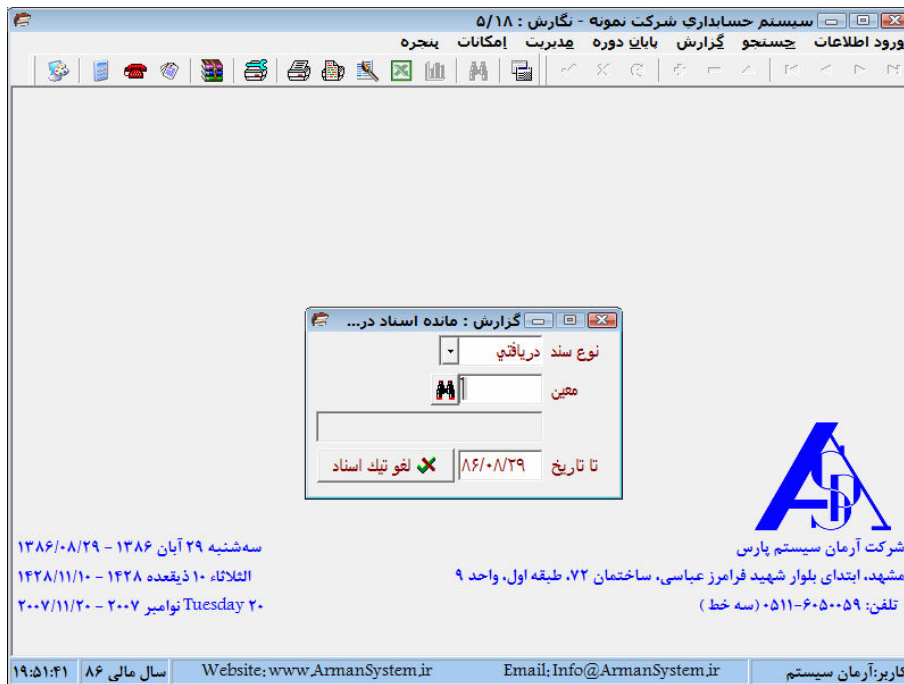 سیستم حسابداری شرکت نمونه - نگارش : ۵/۱۸
ورود اطلاعات جستجو گزارش پایان دوره مدیریت امکانات پنجره
گزارش : مانده اسناد در...
نوع سند دریافتي
معین
تا تاریخ ۸۶/۰۸/۲۹ لغو تیك اسناد
ASP
شرکت آرمان سیستم پارس
مشهد، ابتدای بلوار شهید فرامرز عباسی، ساختمان ۷۲، طبقه اول، واحد ۹
تلفن: ۶۰۵۰۰۵۹-۰۵۱۱ (سه خط )
سه‌شنبه ۲۹ آبان ۱۳۸۶ - ۱۳۸۶/۰۸/۲۹
الثلاثاء ۱۰ ذیقعده ۱۴۲۸ - ۱۴۲۸/۱۱/۱۰
Tuesday ۲۰ نوامبر ۲۰۰۷ - ۲۰۰۷/۱۱/۲۰
کاربر:آرمان سیستم Email:Info@ArmanSystem.ir Website:www.ArmanSystem.ir سال مالی ۸۶ ۱۹:۵۱:۴۱